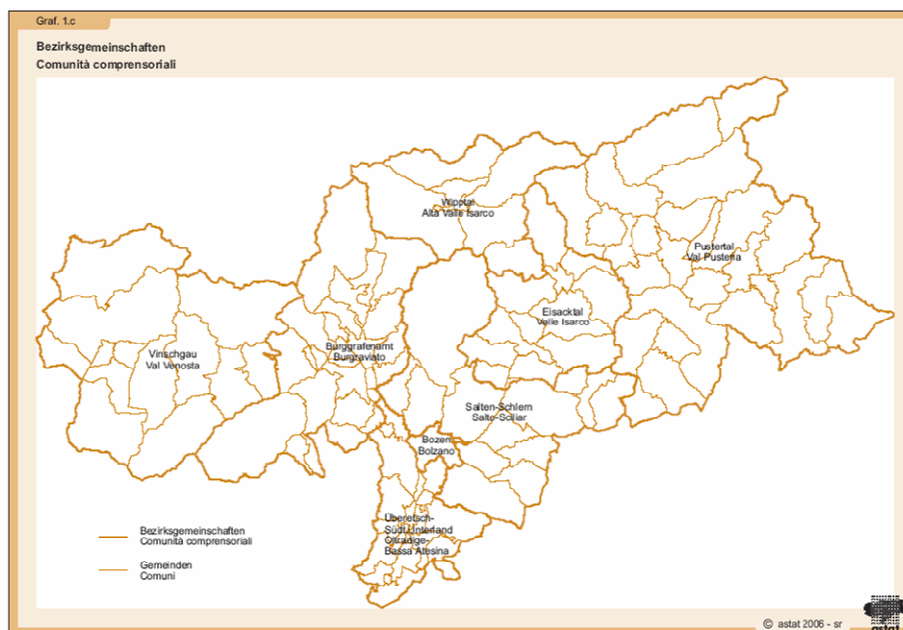 Graf. 1.c
Bezirksgemeinschaften
Comunità comprensoriali
Wipptal
Alta Valle Isarco
Pustertal
Val Pusteria
Eisacktal
Valle Isarco
Vinschgau
Val Venosta
Burggrafenamt
Burgraviato
Salten-Schlern
Salto-Sciliar
Bozen
Bolzano
Überetsch-
Südt.Unterland
Oltradige-
Bassa Atesina
Bezirksgemeinschaften
Comunità comprensoriali
Gemeinden
Comuni
© astat 2006 - sr
astat